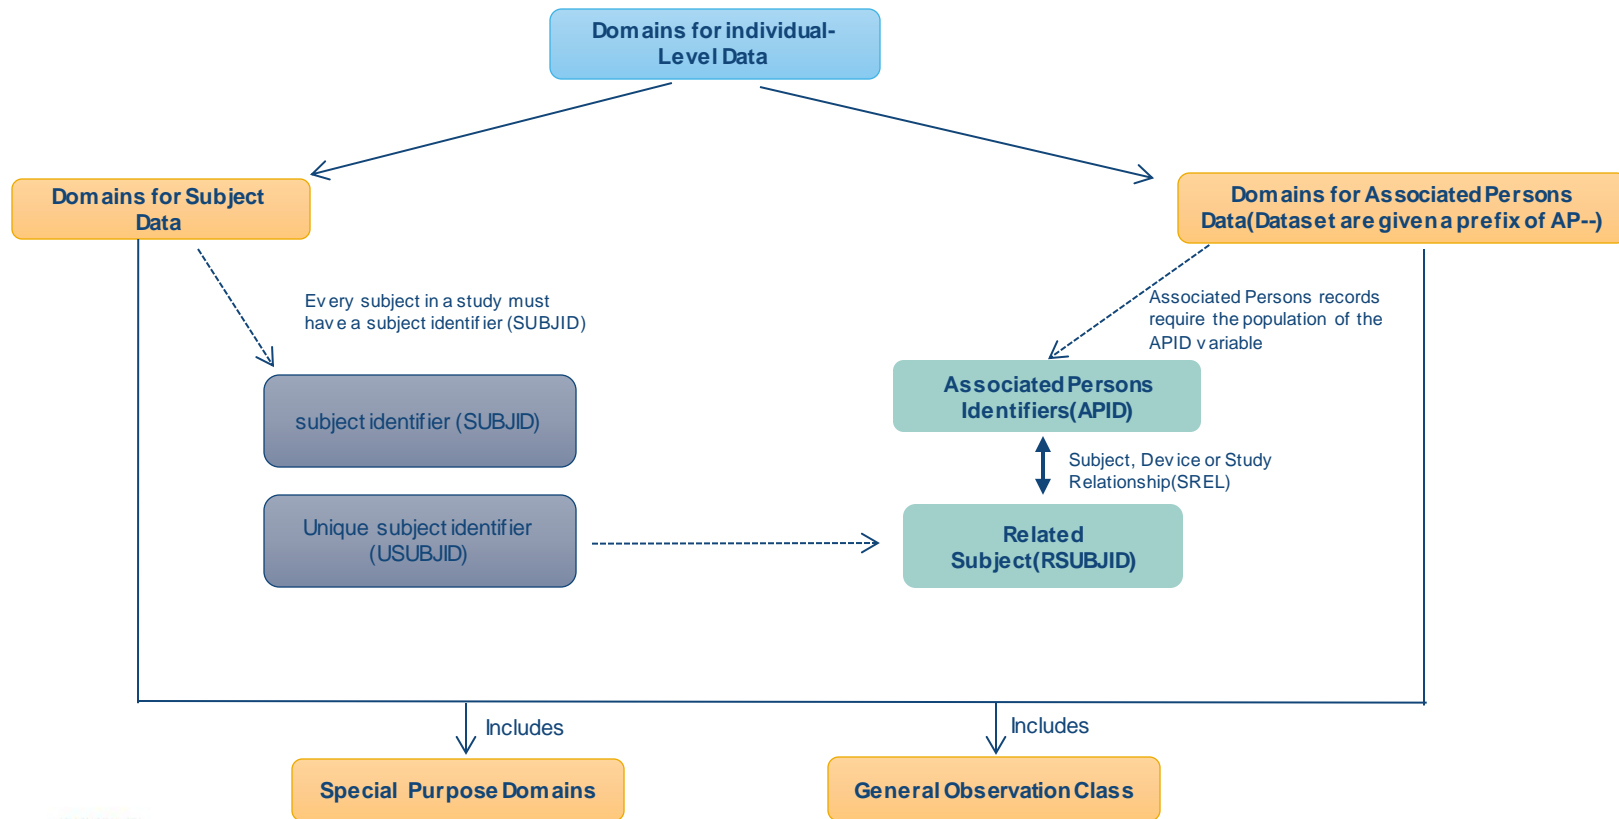 Domains for individual-
Level Data
Domains for Subject
Data
Domains for Associated Persons
Data(Dataset are given a prefix of AP--)
Every subject in a study must
have a subject identifier (SUBJID)
Associated Persons records
require the population of the
APID variable
subject identifier (SUBJID)
Associated Persons
Identifiers(APID)
Subject, Device or Study
Relationship(SREL)
Unique subject identifier
(USUBJID)
Related
Subject(RSUBJID)
Includes
Includes
Special Purpose Domains
General Observation Class